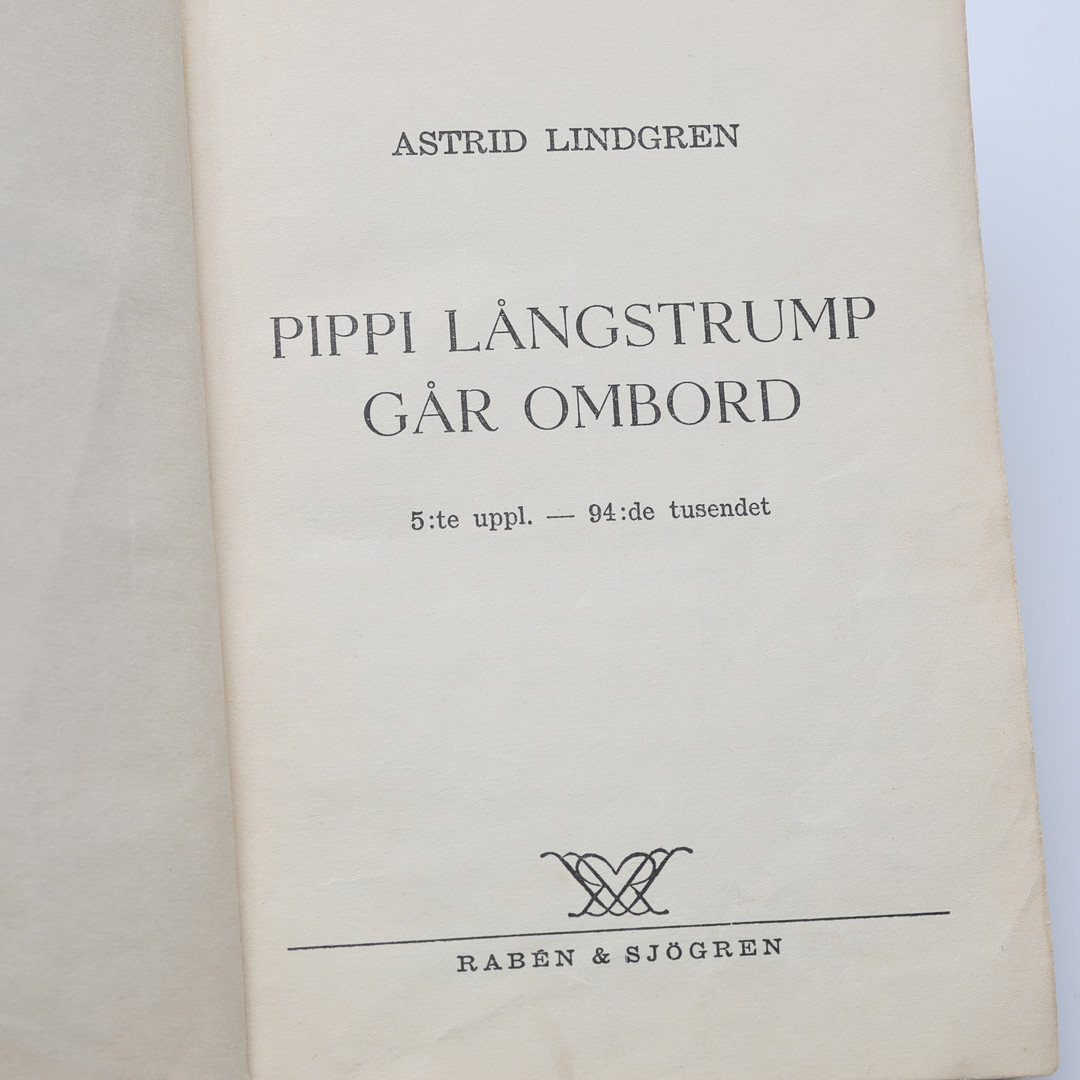 ASTRID LINDGREN
PIPPI LÅNGSTRUMP
GÅR OMBORD
5:te uppl. — 94:de tusendet
RABÉN & SJÖGREN